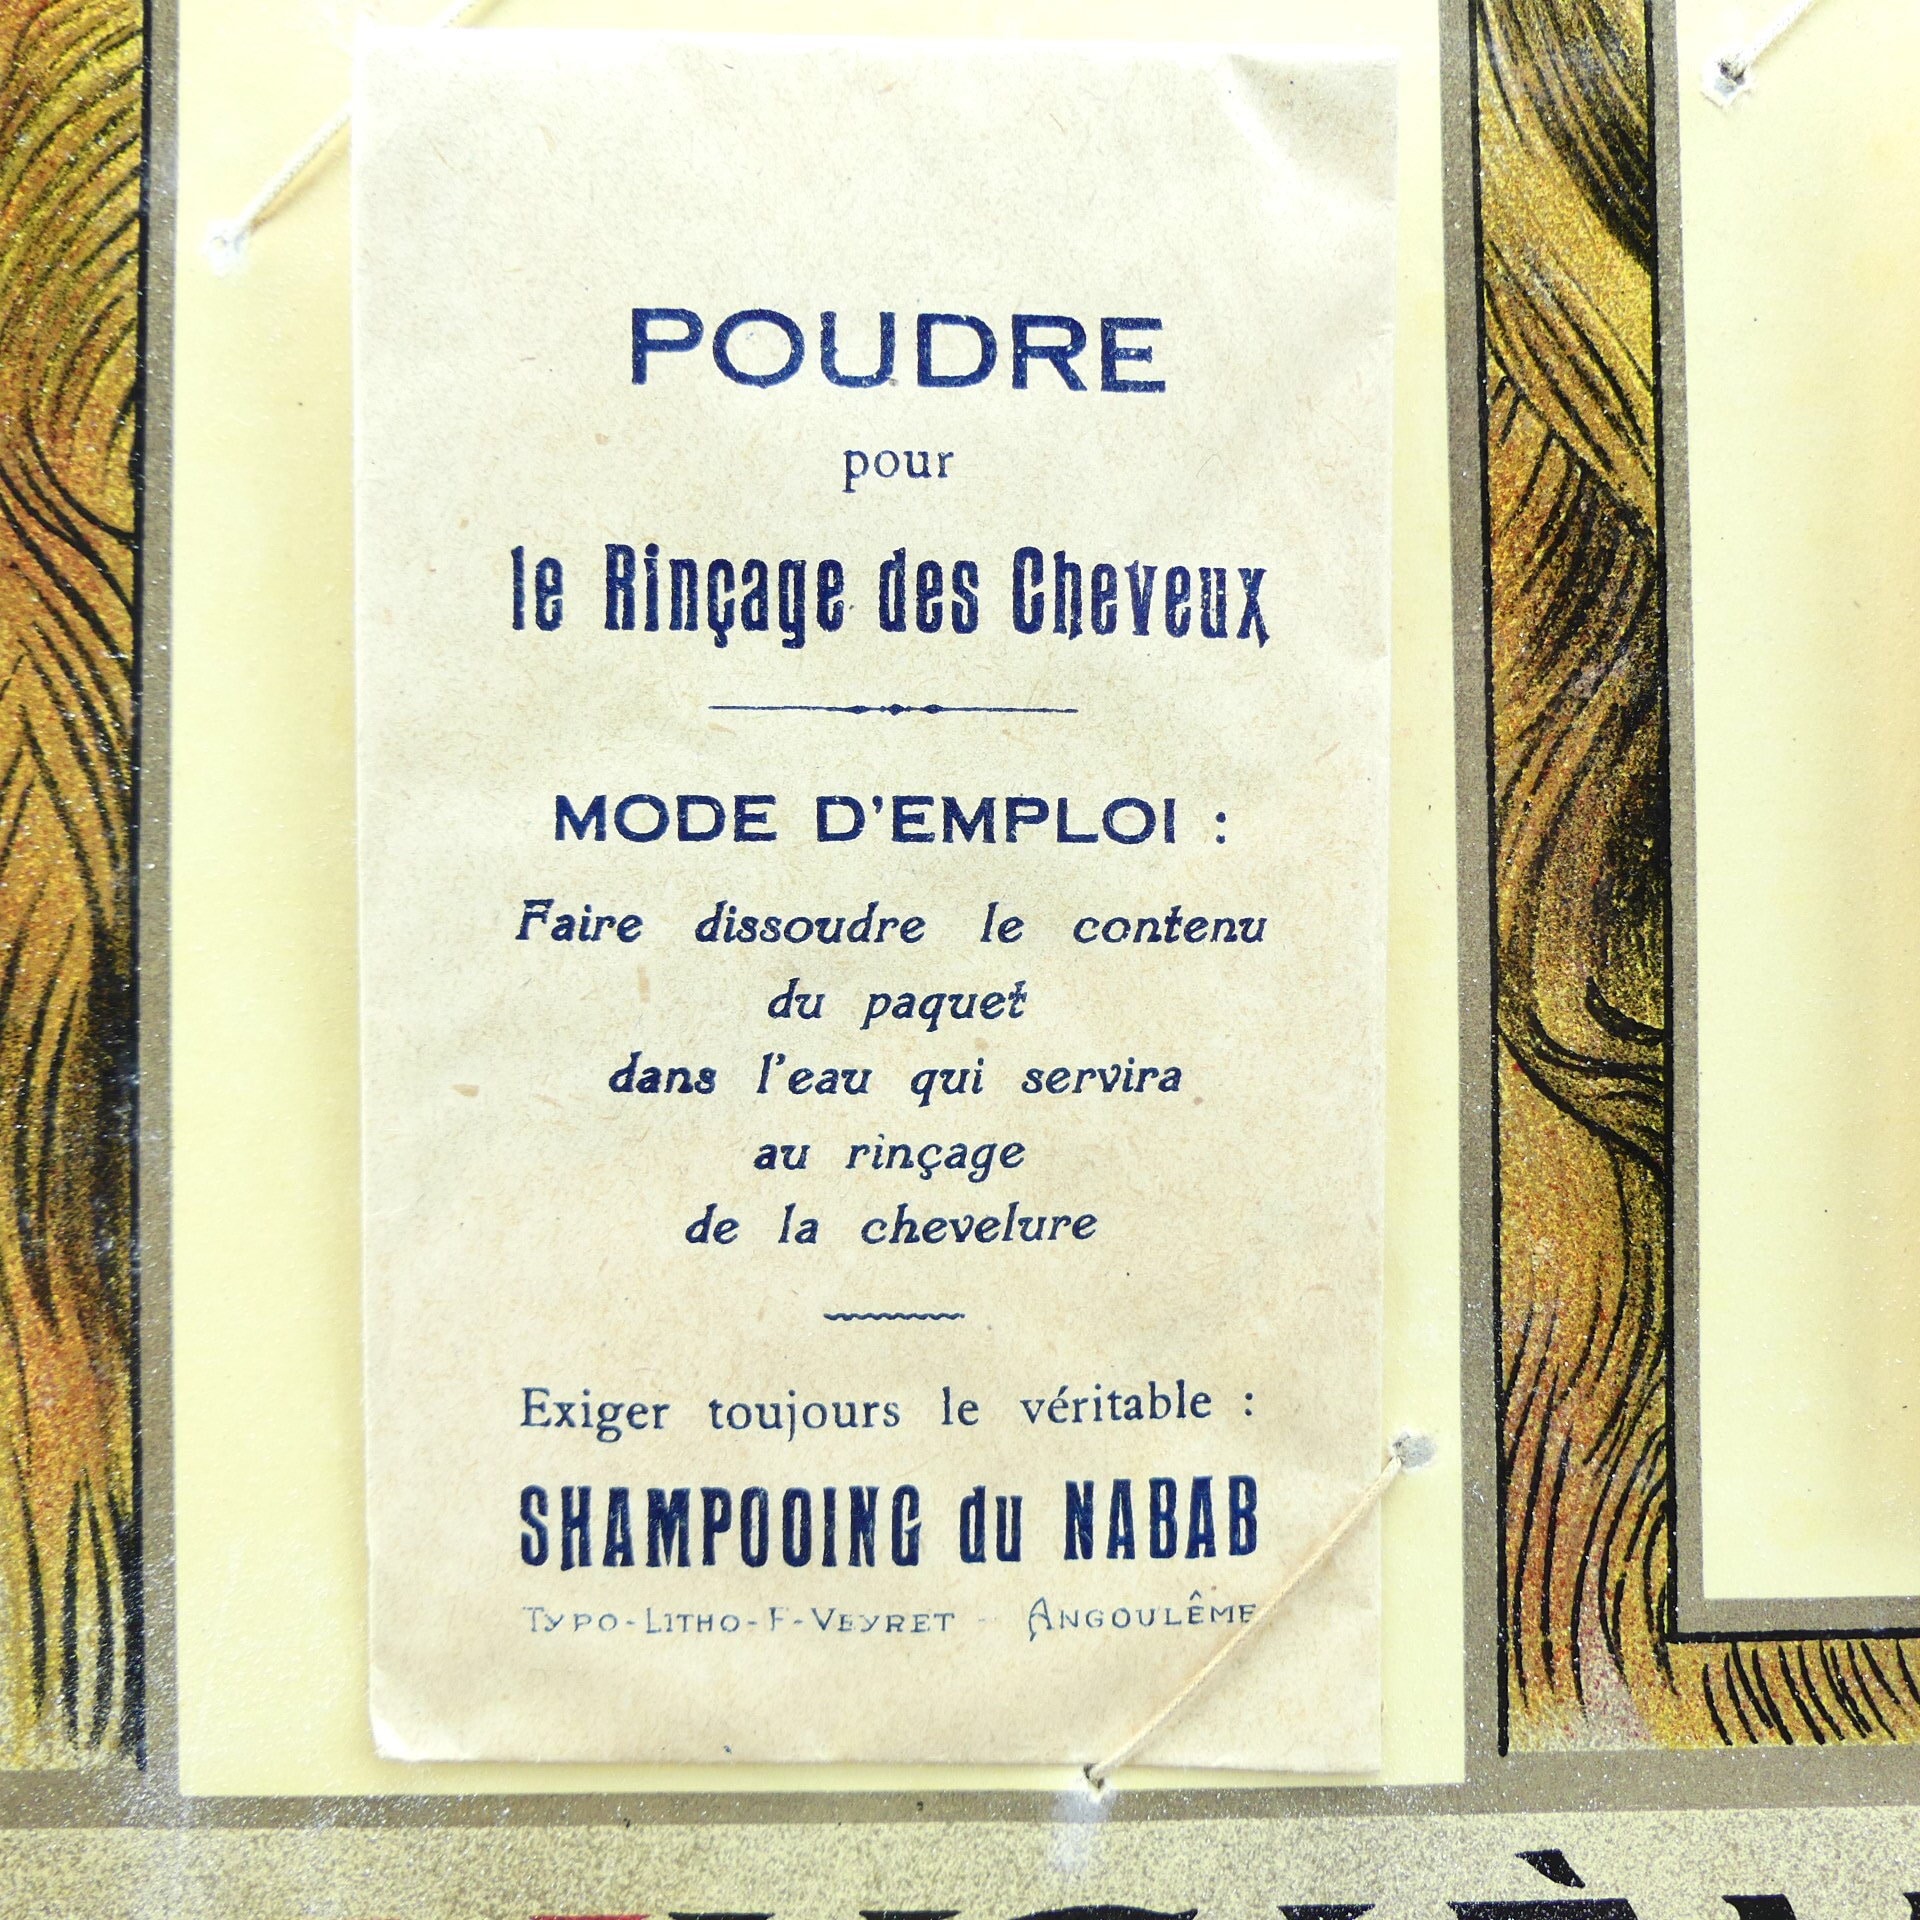 POUDRE
pour
le Rinçage des Cheveux
MODE D'EMPLOI :
Faire dissoudre le contenu
du paquet
dans l'eau qui servira
au rinçage
de la chevelure
Exiger toujours le véritable :
SHAMPOOING du NABAB
TYPO-LITHO-F-VEYRET - ANGOULÊME